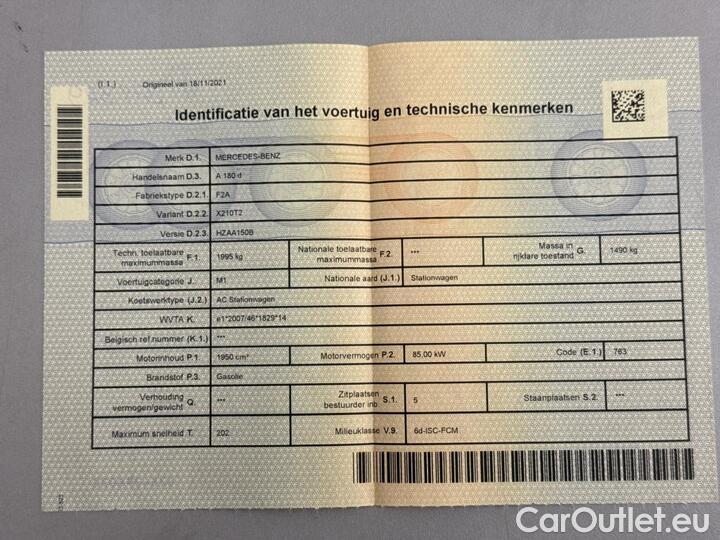 (I.1.) Origineel van 18/11/2021
Identificatie van het voertuig en technische kenmerken
Merk D.1. MERCEDES-BENZ
Handelsnaam D.3. A 180 d
Fabriekstype D.2.1. F2A
Variant D.2.2. X210T2
Versie D.2.3. HZAA150B
Techn. toelaatbare maximummassa F.1. 1995 kg Nationale toelaatbare maximummassa F.2. *** Massa in rijklare toestand G. 1490 kg
Voertuigcategorie J. M1 Nationale aard (J.1.) Stationwagen
Koetswerktype (J.2.) AC Stationwagen
WVTA K. e1*2007/46*1829*14
Belgisch ref.nummer (K.1.) ***
Motorinhoud P.1. 1950 cm³ Motorvermogen P.2. 85,00 kW Code (E.1.) 763
Brandstof P.3. Gasolie
Verhouding vermogen/gewicht Q. *** Zitplaatsen bestuurder inb. S.1. 5 Staanplaatsen S.2. ***
Maximum snelheid T. 202 Milieuklasse V.9. 6d-ISC-FCM
CarOutlet.eu